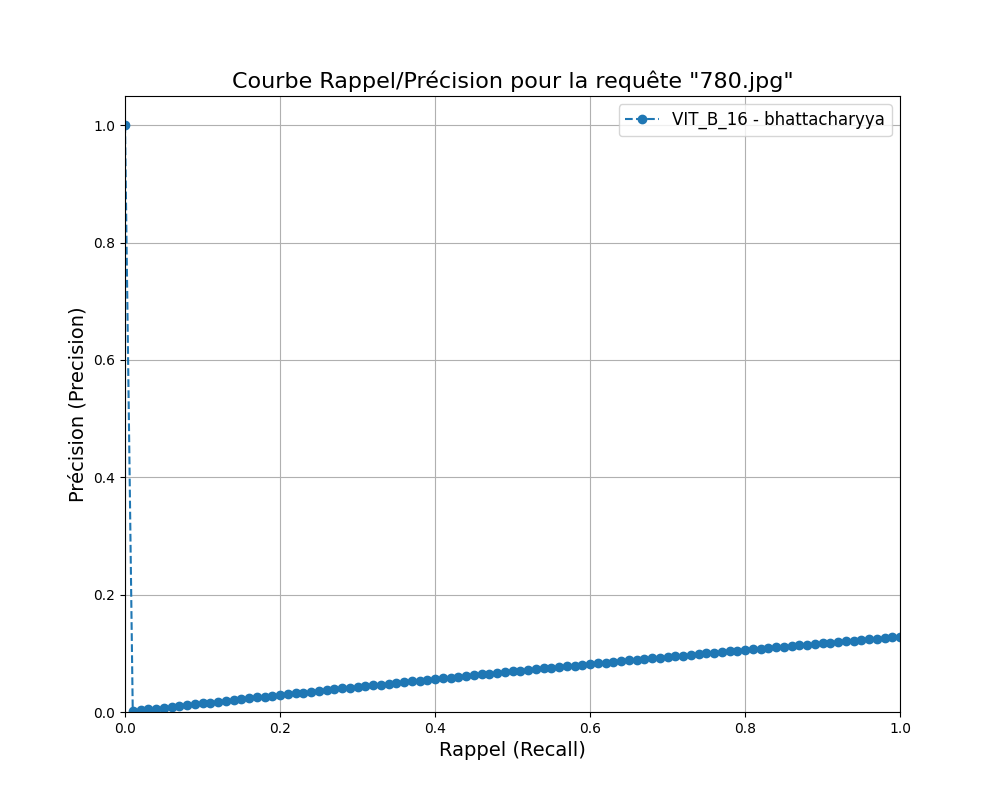 Courbe Rappel/Précision pour la requête "780.jpg"
VIT_B_16 - bhattacharyya
1.0
0.8
0.6
0.4
0.2
0.0
Précision (Precision)
0.0 0.2 0.4 0.6 0.8 1.0
Rappel (Recall)